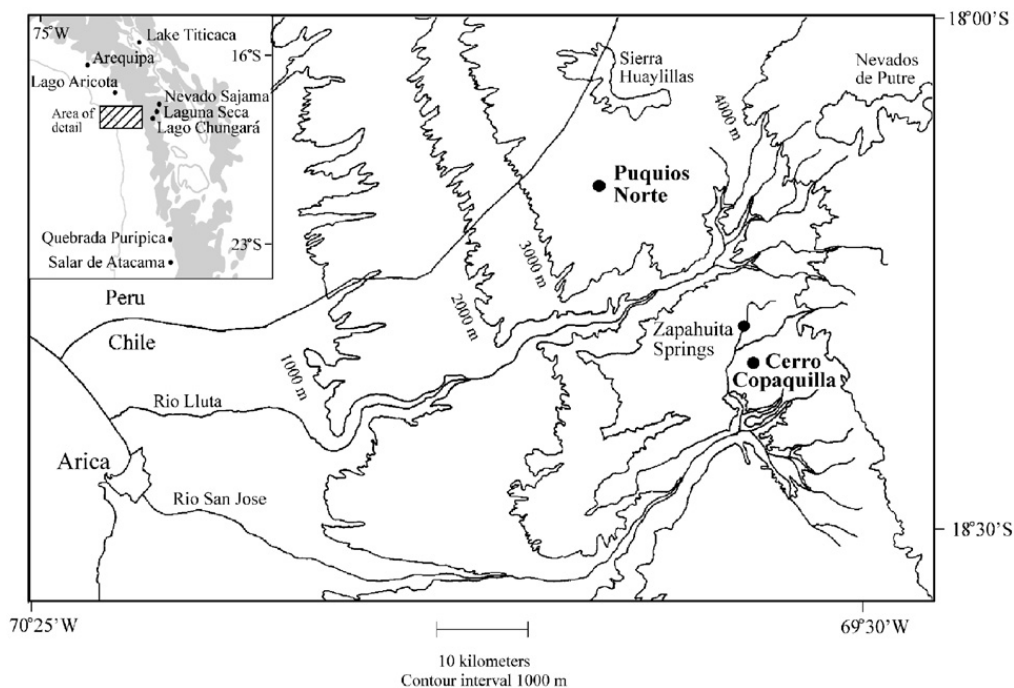 75°W
Lake Titicaca
16°S
Arequipa
Lago Aricota
Nevado Sajama
Area of
detail
Laguna Seca
Lago Chungará
Quebrada Puripica
23°S
Salar de Atacama
18°00'S
Sierra
Huaylillas
Nevados
de Putre
4000 m
Puquios
Norte
3000 m
2000 m
1000 m
Peru
Chile
Zapahuita
Springs
Cerro
Copaquilla
Rio Lluta
Arica
Rio San Jose
18°30'S
70°25'W
69°30'W
10 kilometers
Contour interval 1000 m